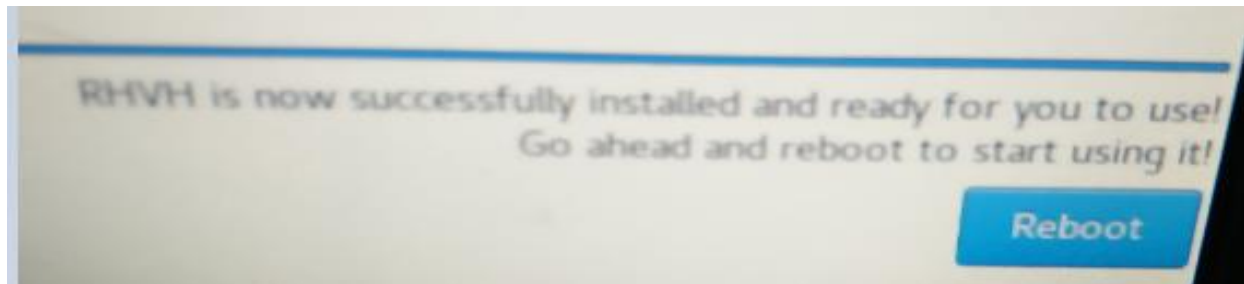 RHVH is now successfully installed and ready for you to use!
Go ahead and reboot to start using it!
Reboot